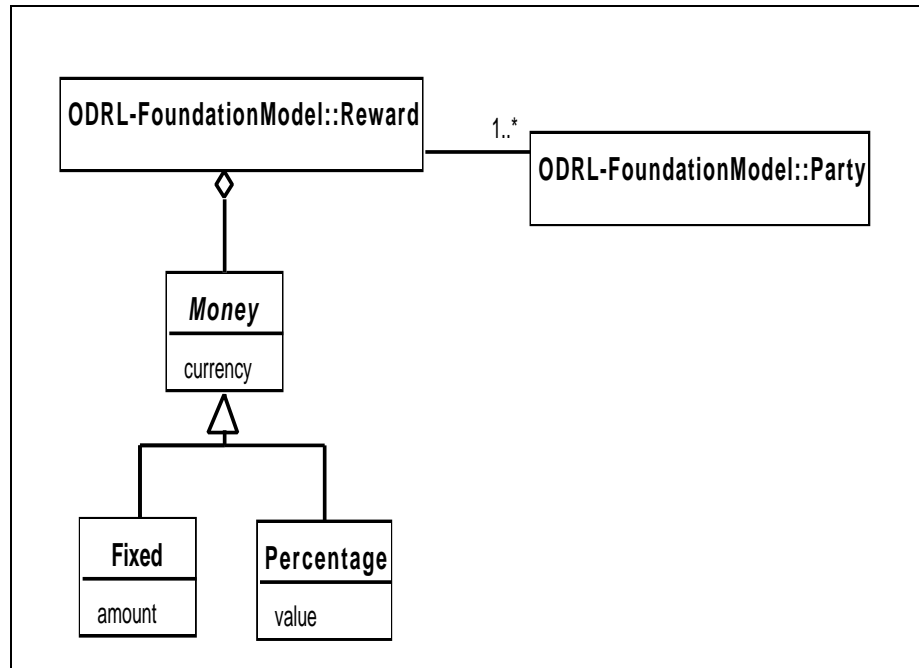 ODRL-FoundationModel::Reward
1..*
ODRL-FoundationModel::Party
Money
currency
Fixed
amount
Percentage
value